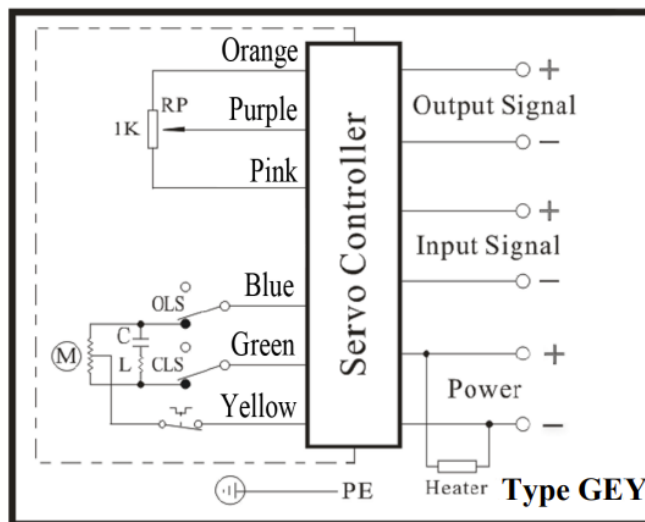 Orange
RP
Purple
1K
Pink
Servo Controller
+
Output Signal
−
+
Input Signal
−
Blue
OLS
C
M
L
CLS
Green
Yellow
+
Power
−
Heater
PE
Type GEY